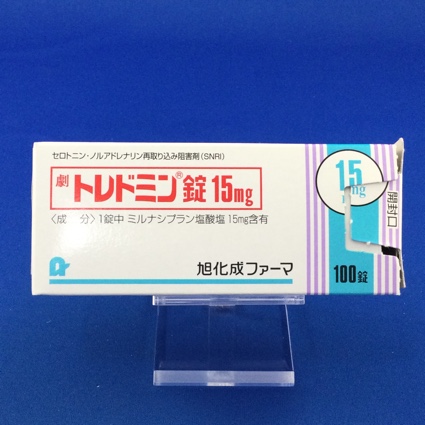 セロトニン・ノルアドレナリン再取り込み阻害剤(SNRI)
劇 トレドミン®錠15mg
〈成 分〉1錠中 ミルナシプラン塩酸塩 15mg含有
旭化成ファーマ
15
mg
開封口
100錠